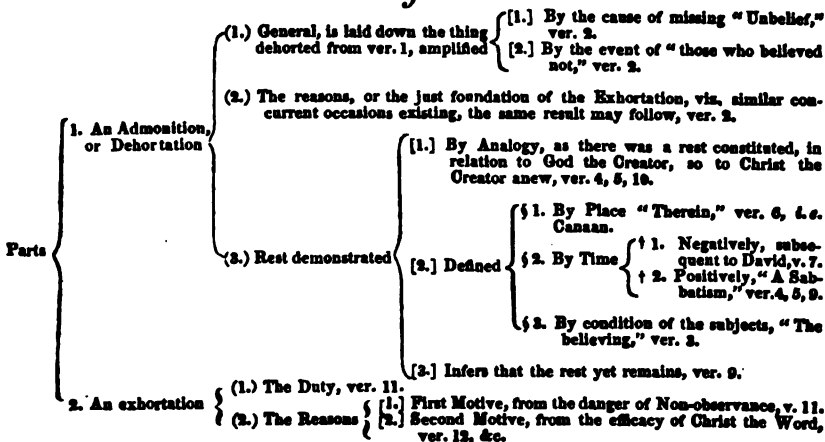 [1.] By the cause of missing "Unbelief,"
(1.) General, is laid down the thing
ver. 2.
dehorted from ver. 1, amplified
[2.] By the event of "those who believed
not," ver. 2.
(2.) The reasons, or the just foundation of the Exhortation, viz. similar con-
current occasions existing, the same result may follow, ver. 2.
1. An Admonition,
or Dehortation
[1.] By Analogy, as there was a rest constituted, in
relation to God the Creator, so to Christ the
Creator anew, ver. 4, 5, 10.
§ 1. By Place "Therein," ver. 6, i.e.
Canaan.
Parts
(3.) Rest demonstrated
[2.] Defined
§ 2. By Time
† 1. Negatively, subse-
quent to David, v. 7.
† 2. Positively, "A Sab-
batism," ver. 4, 5, 9.
§ 3. By condition of the subjects, "The
believing," ver. 3.
[3.] Infers that the rest yet remains, ver. 9.
2. An exhortation
(1.) The Duty, ver. 11.
(2.) The Reasons
[1.] First Motive, from the danger of Non-observance, v. 11.
[2.] Second Motive, from the efficacy of Christ the Word,
ver. 12, &c.